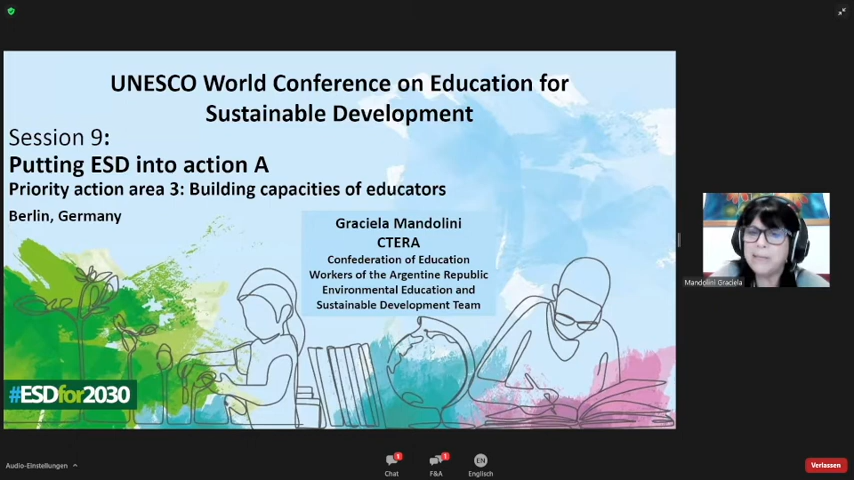 UNESCO World Conference on Education for
Sustainable Development
Session 9:
Putting ESD into action A
Priority action area 3: Building capacities of educators
Berlin, Germany
Graciela Mandolini
CTERA
Confederation of Education
Workers of the Argentine Republic
Environmental Education and
Sustainable Development Team
#ESDfor2030
Mandolini Graciela
Audio-Einstellungen
1
Chat
1
F&A
EN
Englisch
Verlassen